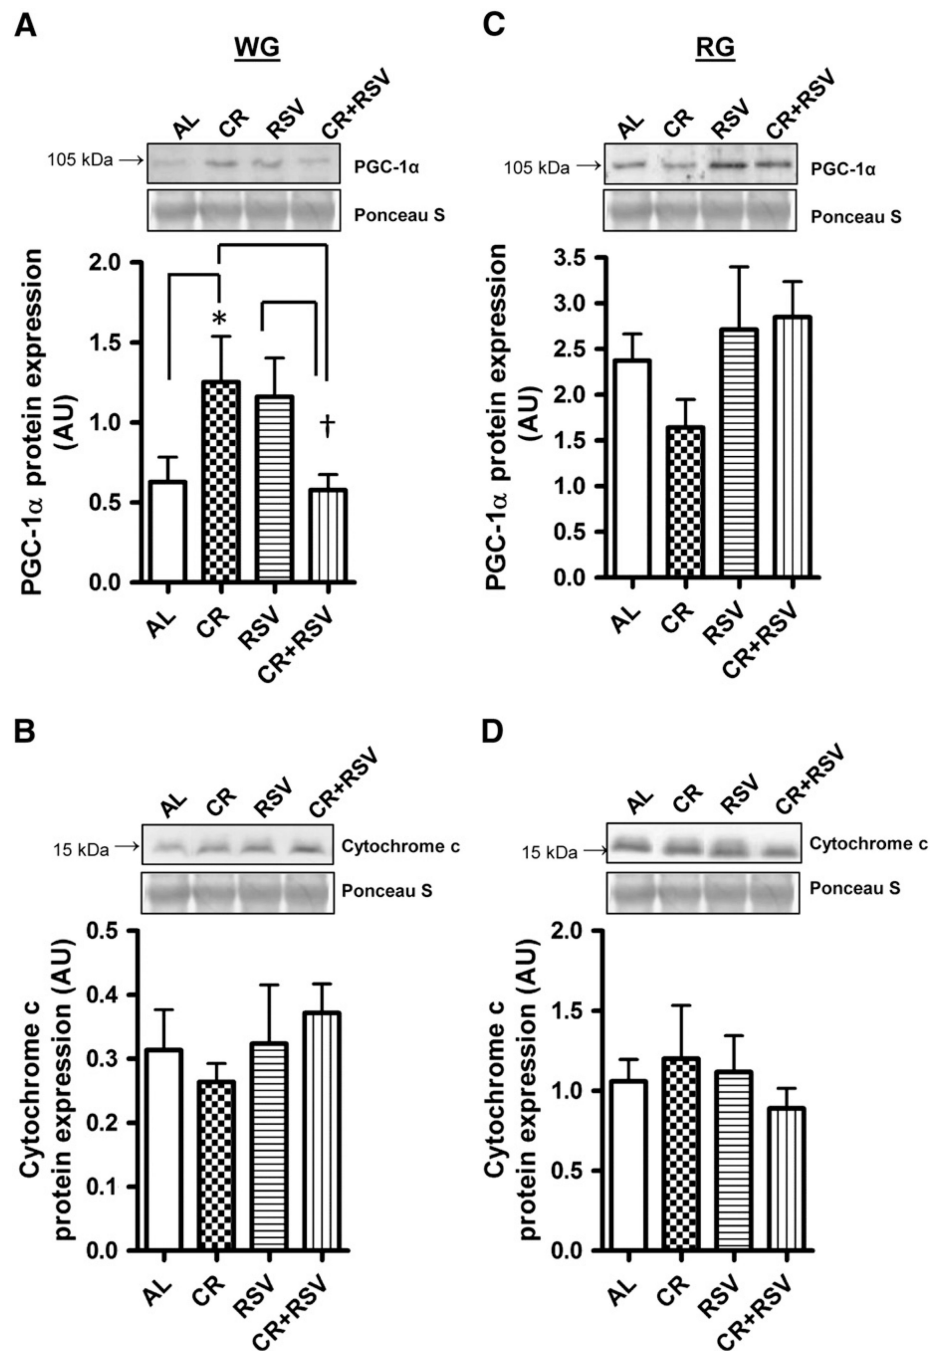 A
WG
AL CR RSV CR+RSV
105 kDa → PGC-1α
Ponceau S
PGC-1α protein expression
(AU)
2.0
1.5
1.0
0.5
0.0
*
†
AL CR RSV CR+RSV
C
RG
AL CR RSV CR+RSV
105 kDa → PGC-1α
Ponceau S
PGC-1α protein expression
(AU)
3.5
3.0
2.5
2.0
1.5
1.0
0.5
0.0
AL CR RSV CR+RSV
B
AL CR RSV CR+RSV
15 kDa → Cytochrome c
Ponceau S
Cytochrome c
protein expression (AU)
0.5
0.4
0.3
0.2
0.1
0.0
AL CR RSV CR+RSV
D
AL CR RSV CR+RSV
15 kDa → Cytochrome c
Ponceau S
Cytochrome c
protein expression (AU)
2.0
1.5
1.0
0.5
0.0
AL CR RSV CR+RSV